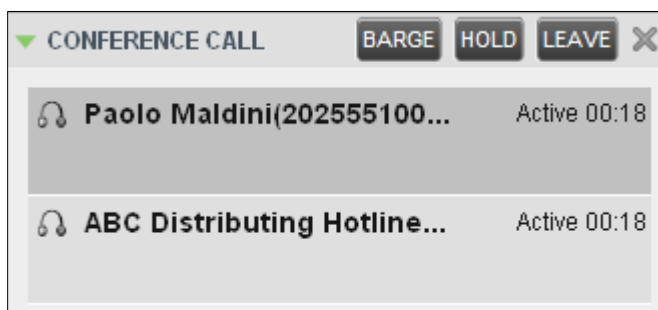 CONFERENCE CALL BARGE HOLD LEAVE
Paolo Maldini(202555100... Active 00:18
ABC Distributing Hotline... Active 00:18